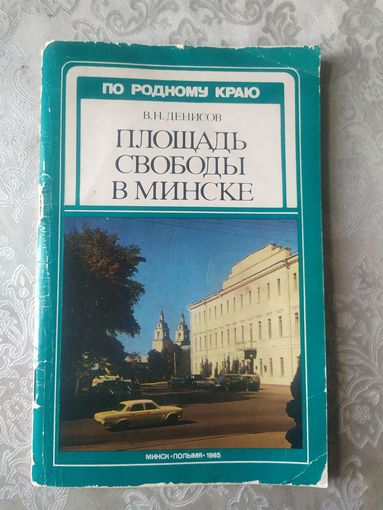 ПО РОДНОМУ КРАЮ
В.Н. ДЕНИСОВ
ПЛОЩАДЬ
СВОБОДЫ
В МИНСКЕ
МИНСК • ПОЛЫМЯ • 1985